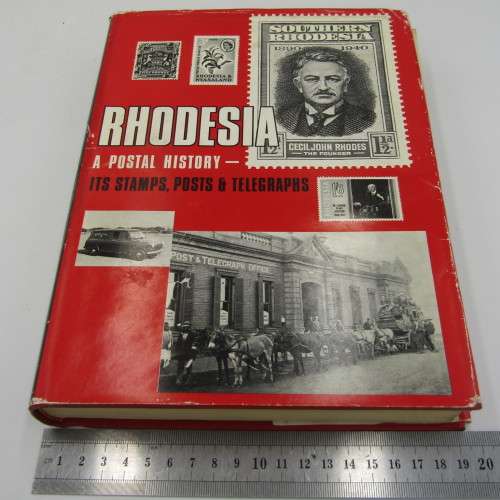 SOUTHERN
RHODESIA
1890 1940
CECIL JOHN RHODES
THE FOUNDER
1½d 1½d
RHODESIA &
NYASALAND
RHODESIA
A POSTAL HISTORY —
ITS STAMPS, POSTS & TELEGRAPHS
POST & TELEGRAPH OFFICE
1 2 3 4 5 6 7 8 9 10 11 12 13 14 15 16 17 18 19 20